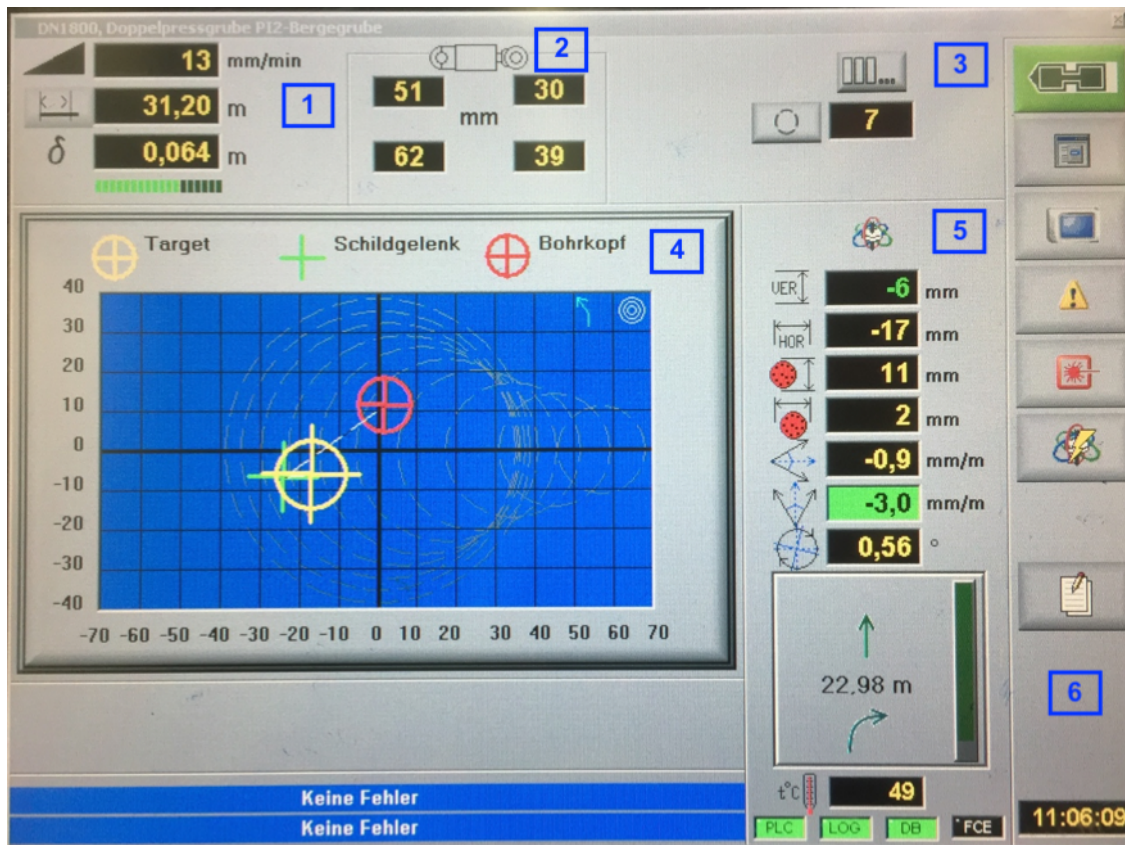 DN1800, Doppelpressgrube P12-Bergegrube
13 mm/min
31,20 m
δ 0,064 m
1
2
51 30
mm
62 39
3
7
Target Schildgelenk Bohrkopf
4
40
30
20
10
0
-10
-20
-30
-40
-70 -60 -50 -40 -30 -20 -10 0 10 20 30 40 50 60 70
5
VER -6 mm
HOR -17 mm
11 mm
2 mm
-0,9 mm/m
-3,0 mm/m
0,56 °
22,98 m
t°C 49
PLC LOG DB FCE
6
11:06:09
Keine Fehler
Keine Fehler